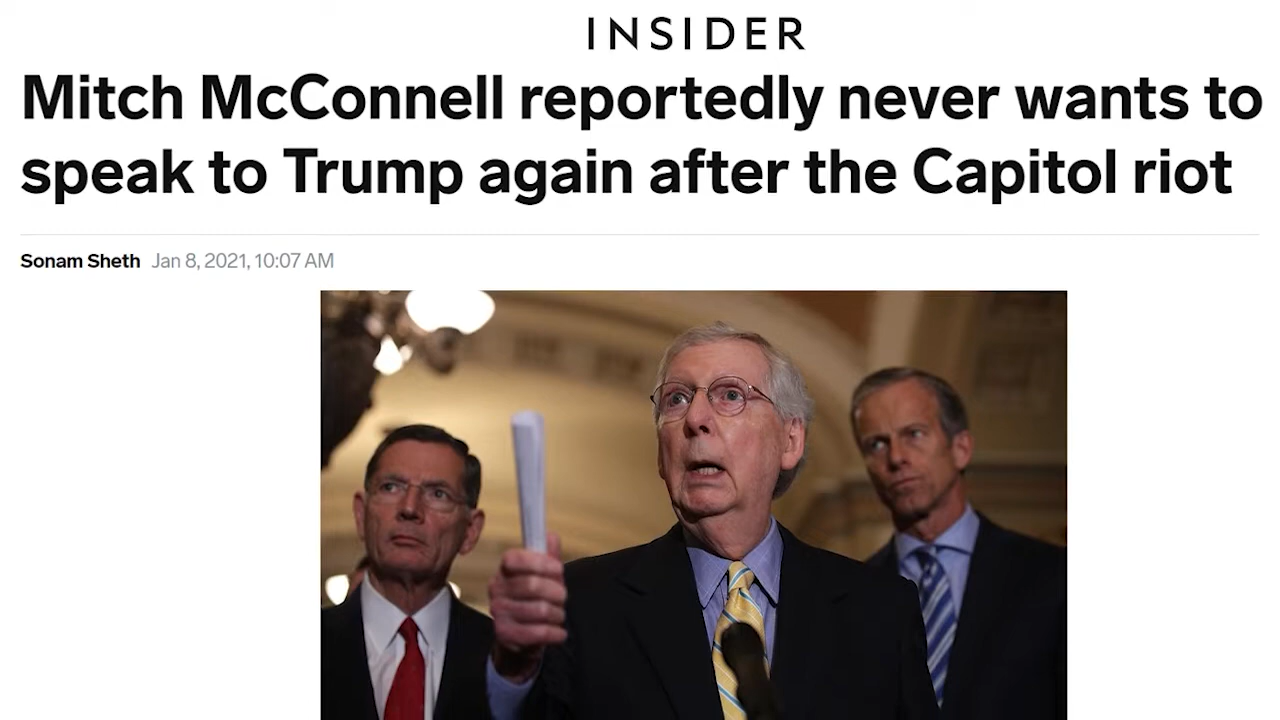 INSIDER
Mitch McConnell reportedly never wants to
speak to Trump again after the Capitol riot
Sonam Sheth Jan 8, 2021, 10:07 AM